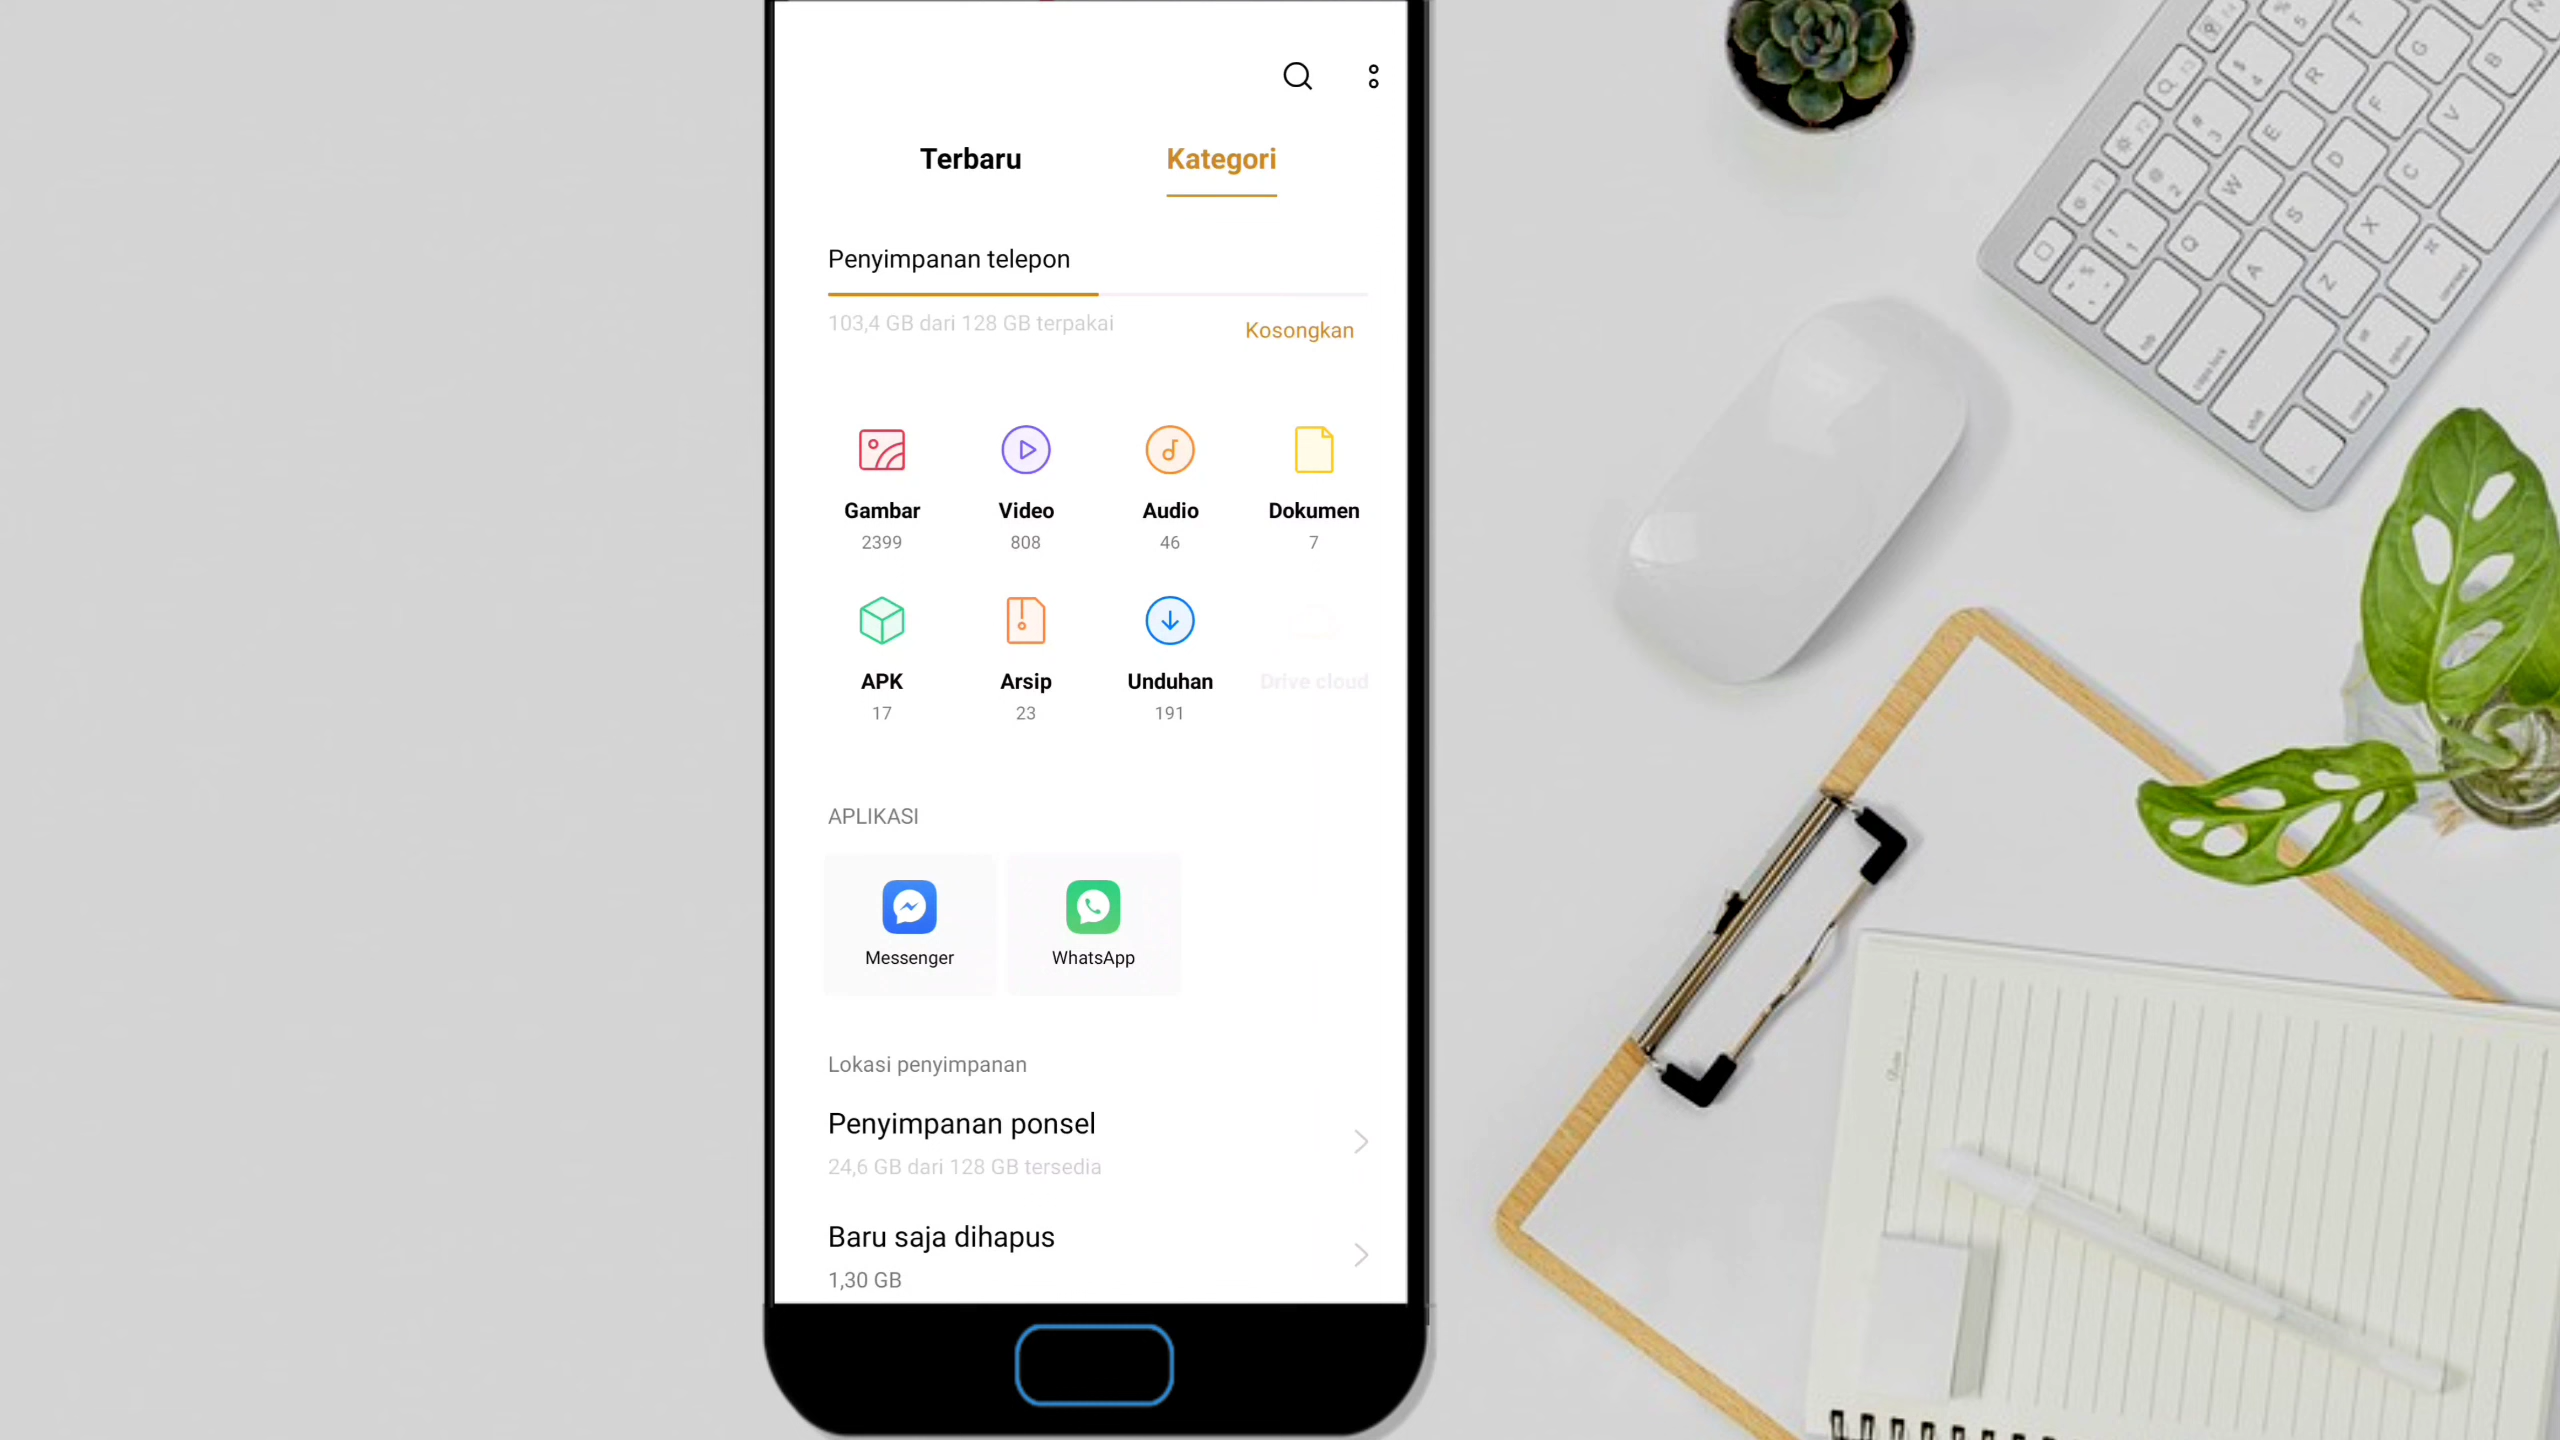 Terbaru
Kategori
Penyimpanan telepon
103,4 GB dari 128 GB terpakai
Kosongkan
Gambar
Video
Audio
Dokumen
2399
808
46
7
APK
Arsip
Unduhan
Drive cloud
17
23
191
APLIKASI
Messenger
WhatsApp
Lokasi penyimpanan
Penyimpanan ponsel
24,6 GB dari 128 GB tersedia
Baru saja dihapus
1,30 GB